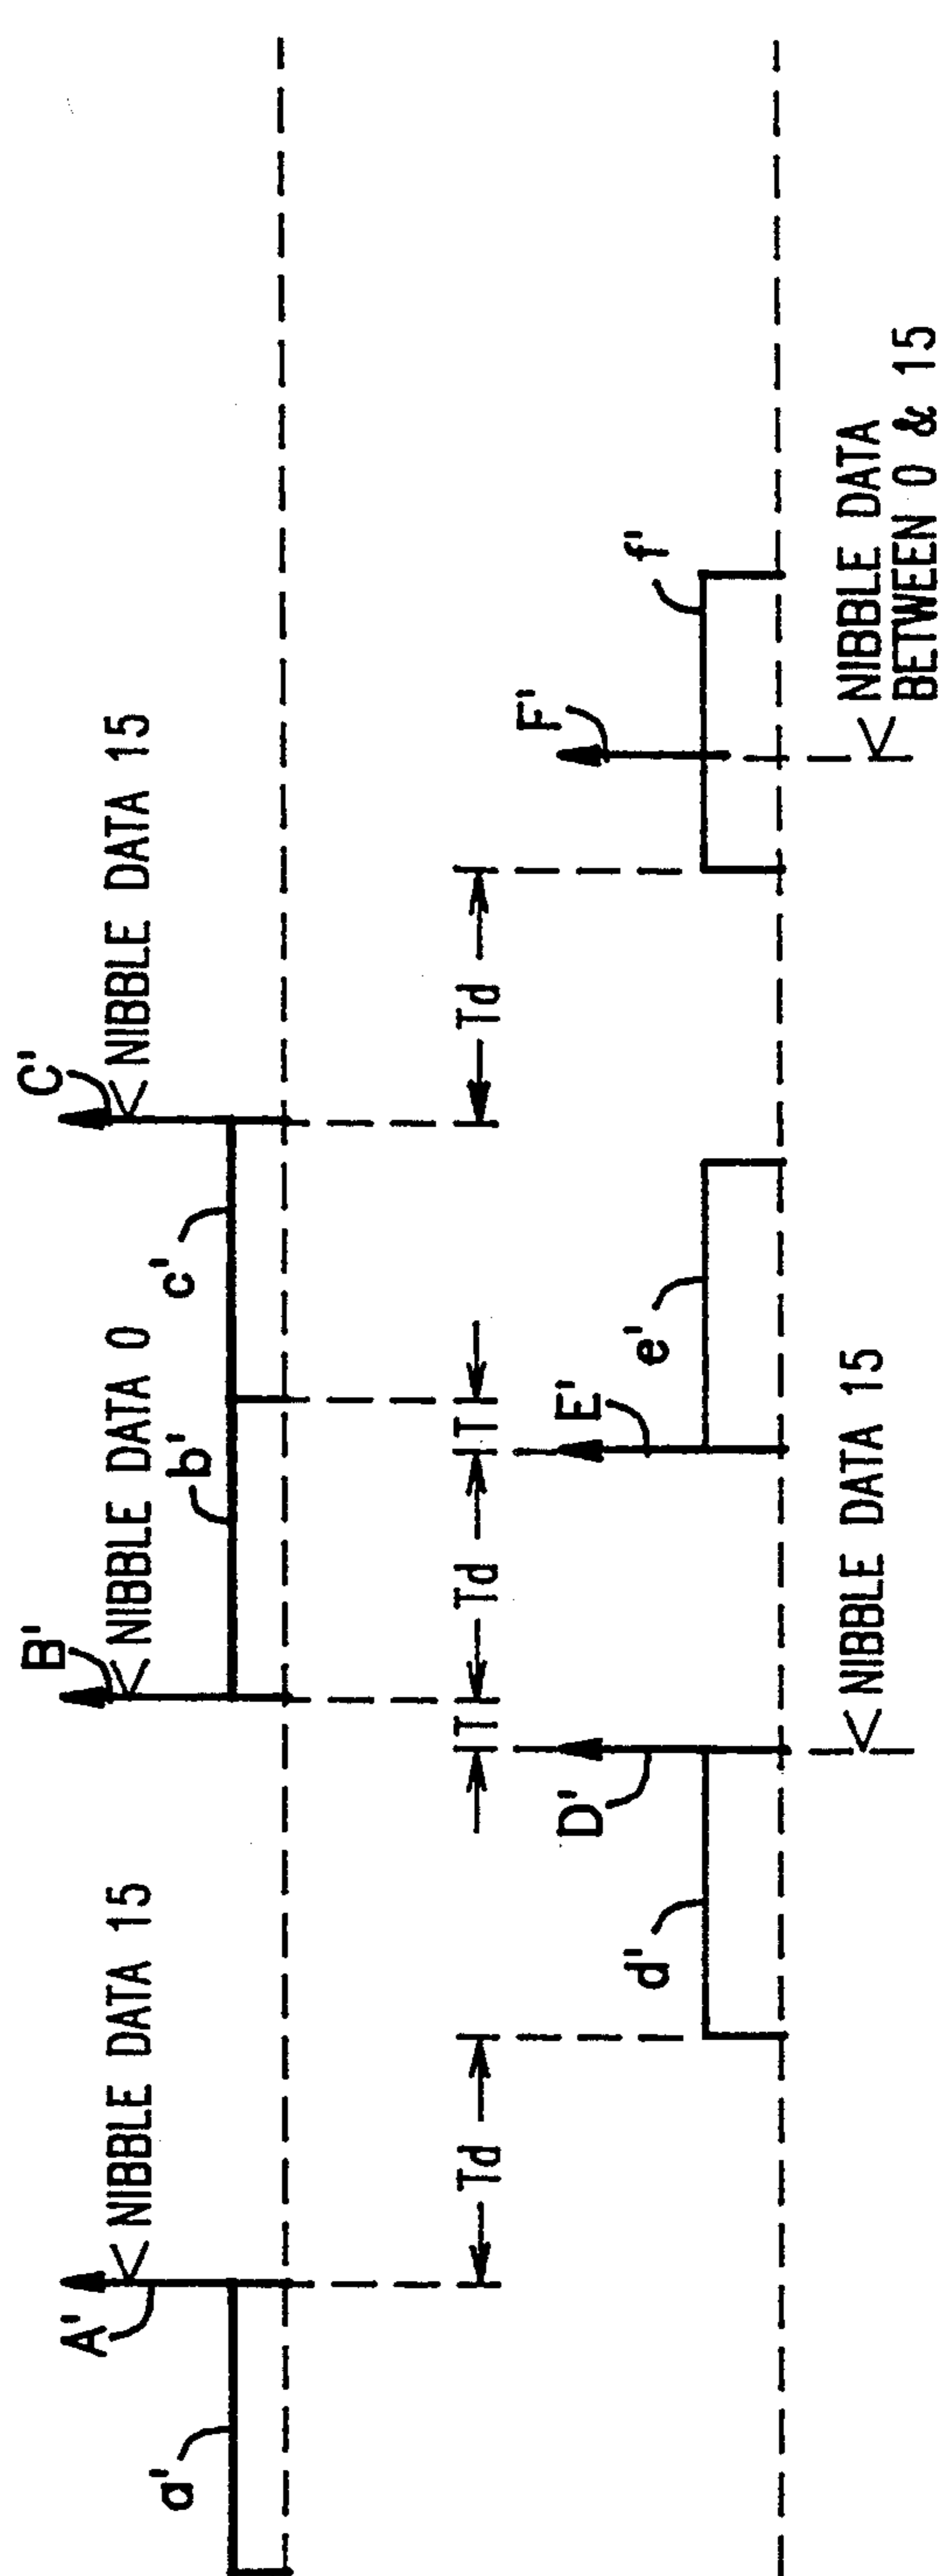 A'
< NIBBLE DATA 15
a'
B'
< NIBBLE DATA 0
b'
C'
< NIBBLE DATA 15
c'
Td
T
Td
T
Td
D'
d'
< NIBBLE DATA 15
E'
e'
F'
f'
< NIBBLE DATA
BETWEEN 0 & 15